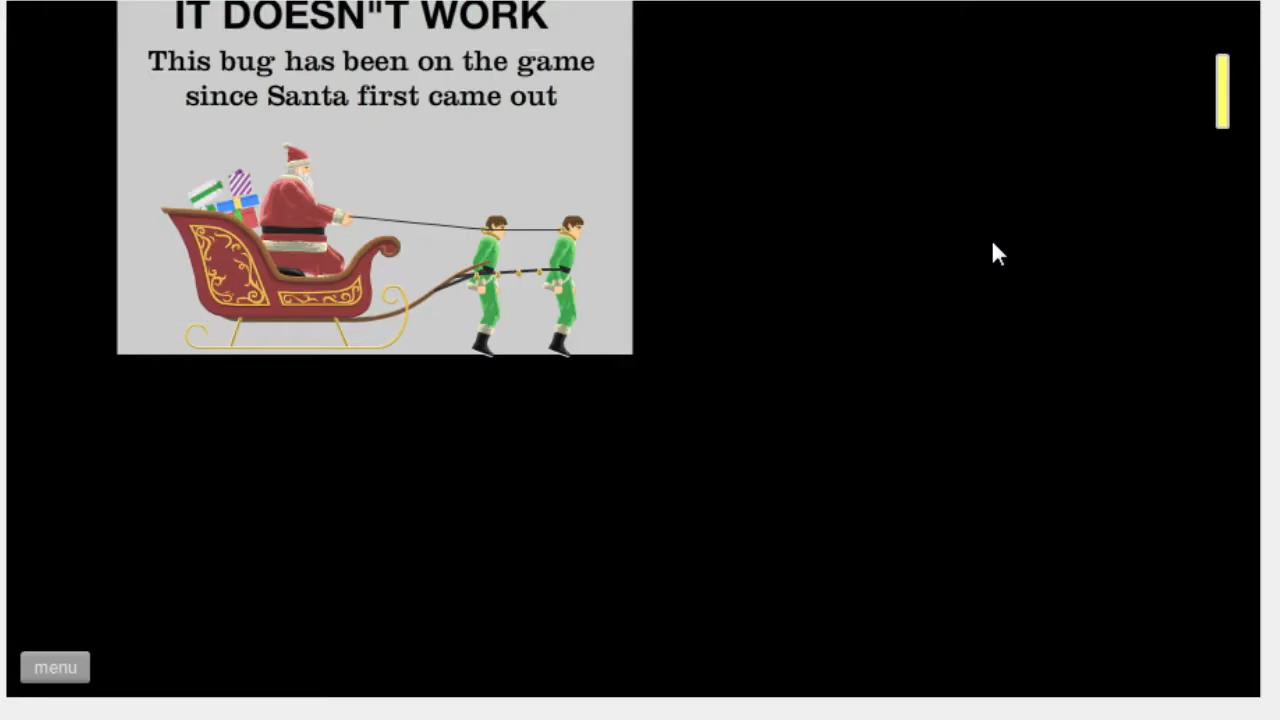 IT DOESN"T WORK
This bug has been on the game
since Santa first came out
menu